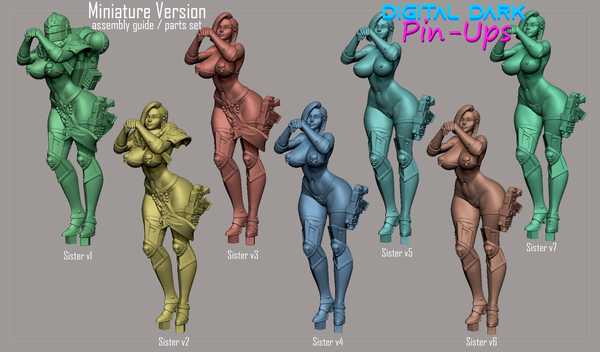 Miniature Version
assembly guide / parts set
DIGITAL DARK
Pin-Ups
Sister v1
Sister v2
Sister v3
Sister v4
Sister v5
Sister v6
Sister v7